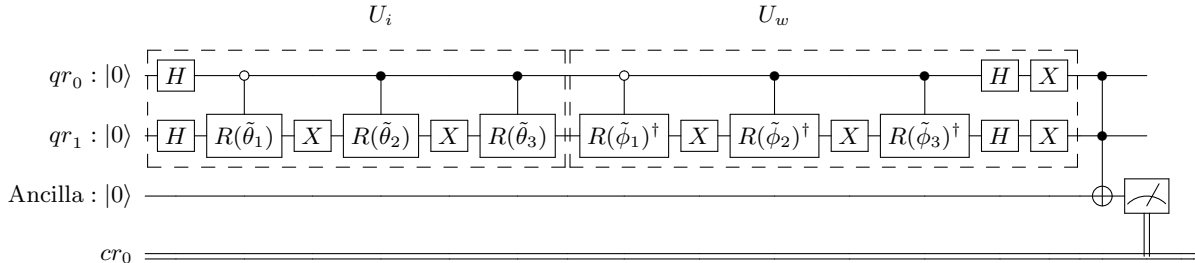 U_i U_w
qr_0 : |0⟩ H H X
qr_1 : |0⟩ H R(θ̃_1) X R(θ̃_2) X R(θ̃_3) R(φ̃_1)† X R(φ̃_2)† X R(φ̃_3)† H X
Ancilla : |0⟩
cr_0